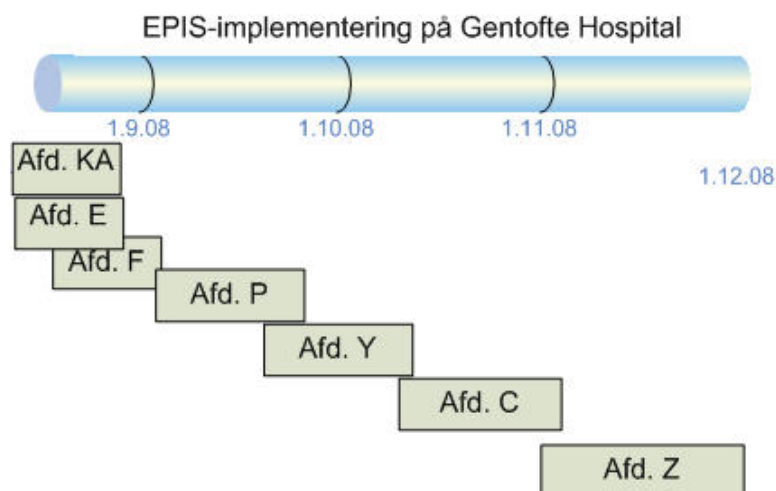 EPIS-implementering på Gentofte Hospital
1.9.08
1.10.08
1.11.08
1.12.08
Afd. KA
Afd. E
Afd. F
Afd. P
Afd. Y
Afd. C
Afd. Z